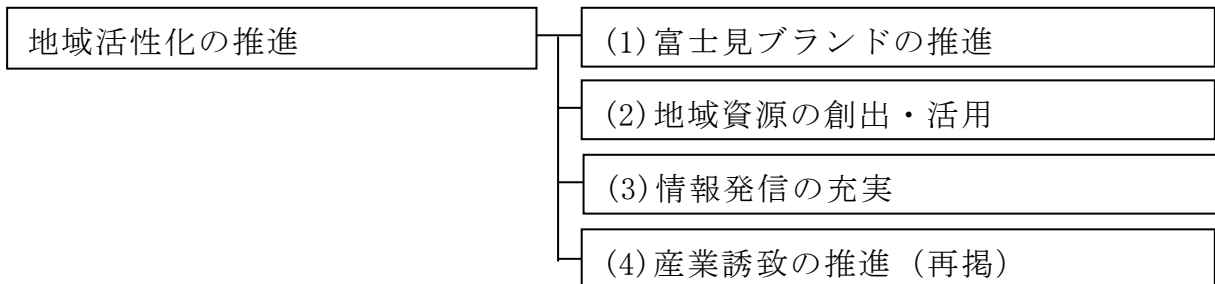 地域活性化の推進
(1)富士見ブランドの推進
(2)地域資源の創出・活用
(3)情報発信の充実
(4)産業誘致の推進（再掲）